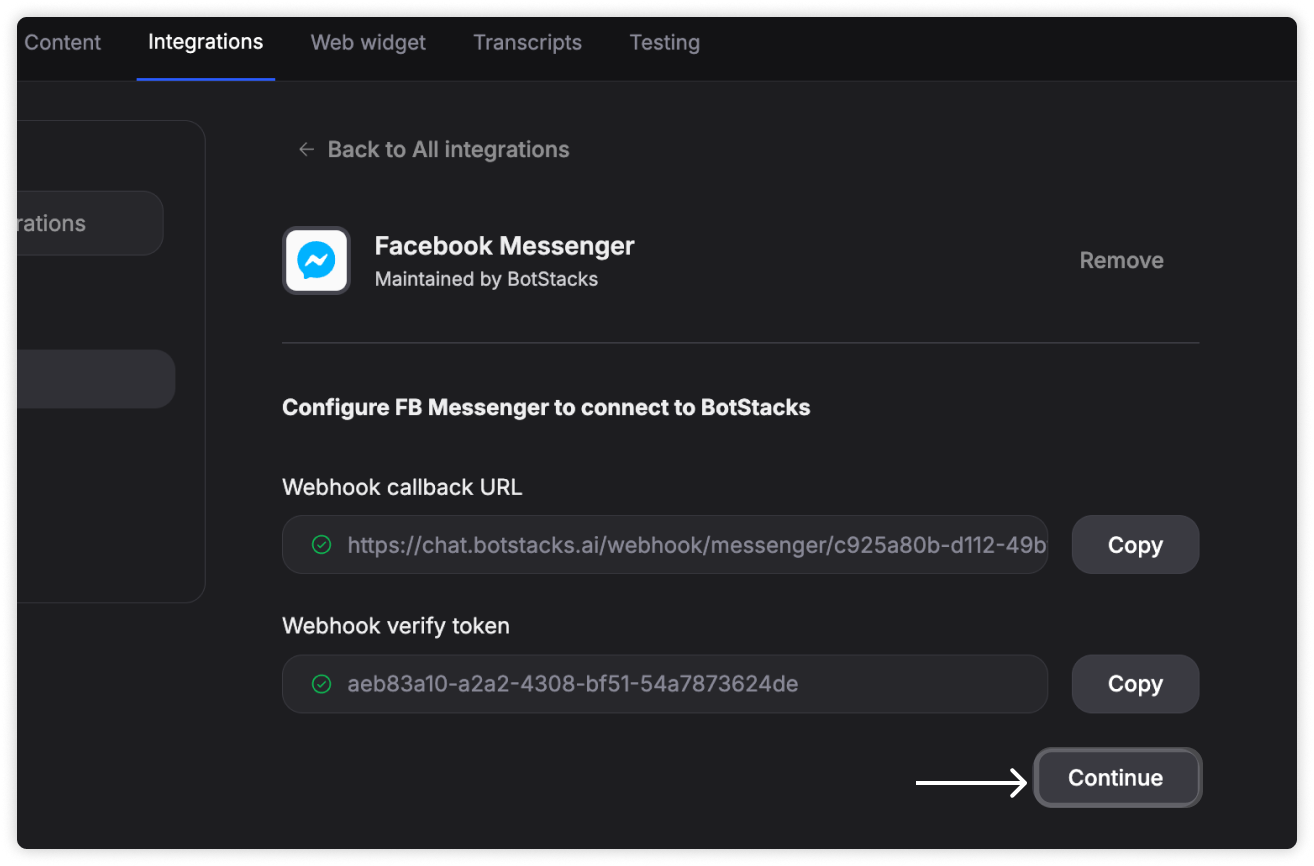 Content Integrations Web widget Transcripts Testing
← Back to All integrations
rations
Facebook Messenger
Remove
Maintained by BotStacks
Configure FB Messenger to connect to BotStacks
Webhook callback URL
https://chat.botstacks.ai/webhook/messenger/c925a80b-d112-49b Copy
Webhook verify token
aeb83a10-a2a2-4308-bf51-54a7873624de Copy
Continue